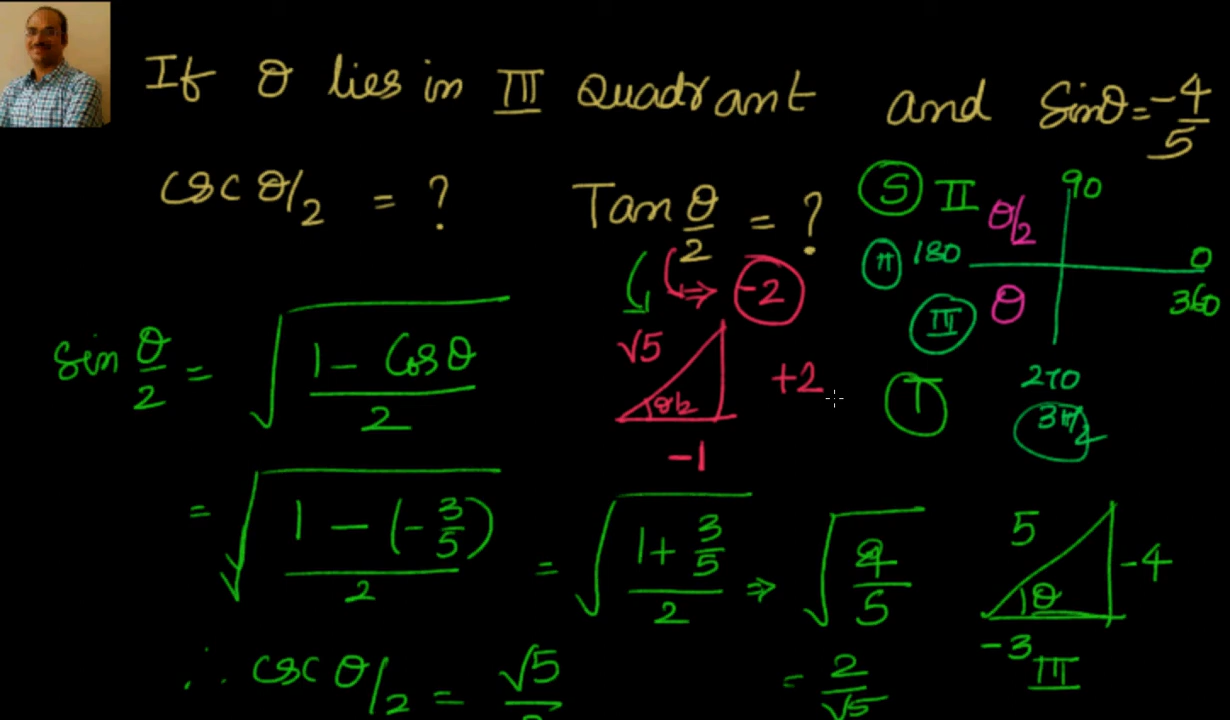 If θ lies in III Quadrant and Sinθ = -4/5
csc θ/2 = ? Tan θ/2 = ?
S II θ/2 90
π 180 0
III θ 360
T 270
3π/2
⇒ -2
√5 +2
θ/2
-1
Sin θ/2 = √((1 - Cosθ)/2)
= √((1 - (-3/5))/2) = √((1 + 3/5)/2) ⇒ √(4/5)
5 -4
θ
-3
III
∴ csc θ/2 = √5/ = 2/√5